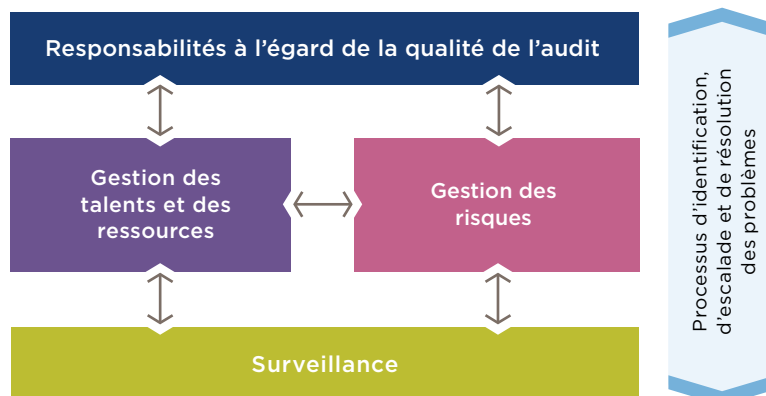 Responsabilités à l’égard de la qualité de l’audit
Gestion des
talents et des
ressources
Gestion des
risques
Surveillance
Processus d’identification,
d’escalade et de résolution
des problèmes